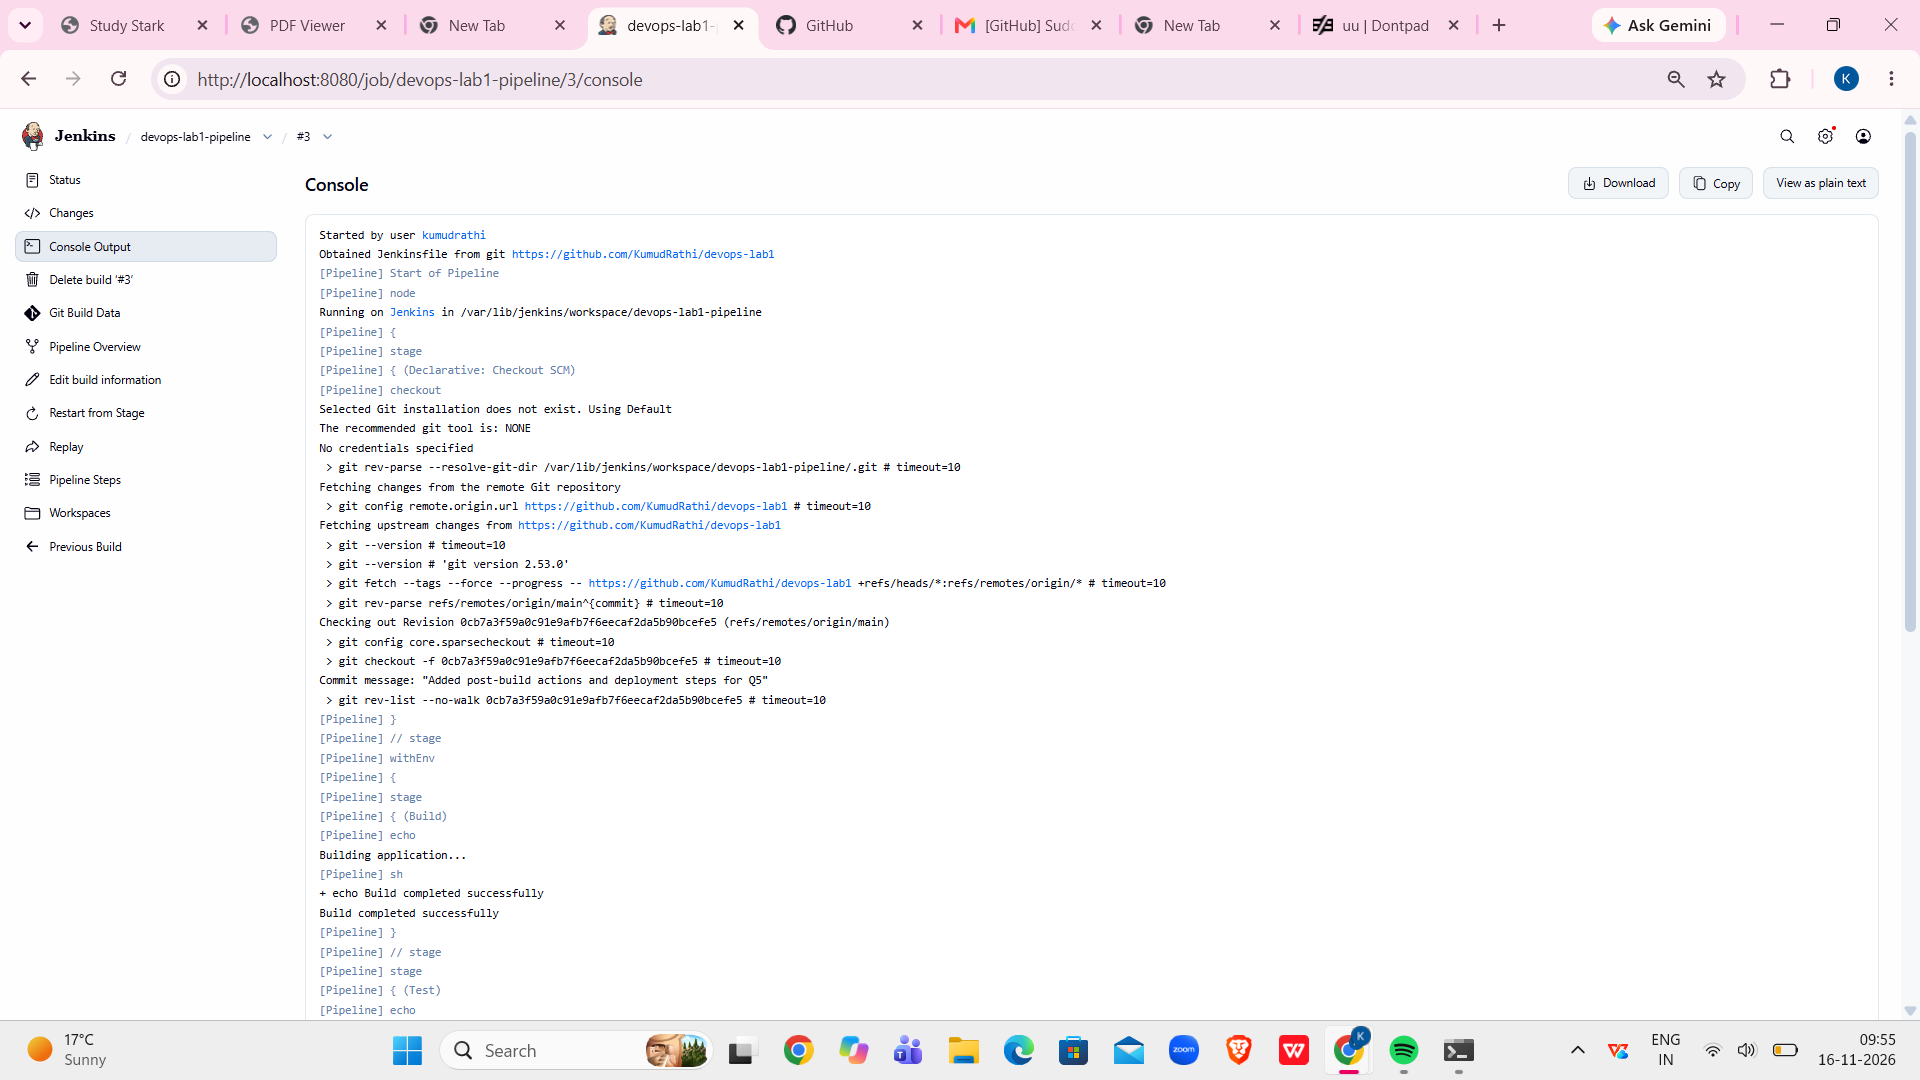 Study Stark
PDF Viewer
New Tab
devops-lab1-p
GitHub
[GitHub] Sudo
New Tab
uu | Dontpad
Ask Gemini
http://localhost:8080/job/devops-lab1-pipeline/3/console
K
Jenkins / devops-lab1-pipeline / #3
Status
Changes
Console Output
Delete build '#3'
Git Build Data
Pipeline Overview
Edit build information
Restart from Stage
Replay
Pipeline Steps
Workspaces
Previous Build
Console
Download
Copy
View as plain text
Started by user kumudrathi
Obtained Jenkinsfile from git https://github.com/KumudRathi/devops-lab1
[Pipeline] Start of Pipeline
[Pipeline] node
Running on Jenkins in /var/lib/jenkins/workspace/devops-lab1-pipeline
[Pipeline] {
[Pipeline] stage
[Pipeline] { (Declarative: Checkout SCM)
[Pipeline] checkout
Selected Git installation does not exist. Using Default
The recommended git tool is: NONE
No credentials specified
> git rev-parse --resolve-git-dir /var/lib/jenkins/workspace/devops-lab1-pipeline/.git # timeout=10
Fetching changes from the remote Git repository
> git config remote.origin.url https://github.com/KumudRathi/devops-lab1 # timeout=10
Fetching upstream changes from https://github.com/KumudRathi/devops-lab1
> git --version # timeout=10
> git --version # 'git version 2.53.0'
> git fetch --tags --force --progress -- https://github.com/KumudRathi/devops-lab1 +refs/heads/*:refs/remotes/origin/* # timeout=10
> git rev-parse refs/remotes/origin/main^{commit} # timeout=10
Checking out Revision 0cb7a3f59a0c91e9afb7f6eecaf2da5b90bcefe5 (refs/remotes/origin/main)
> git config core.sparsecheckout # timeout=10
> git checkout -f 0cb7a3f59a0c91e9afb7f6eecaf2da5b90bcefe5 # timeout=10
Commit message: "Added post-build actions and deployment steps for Q5"
> git rev-list --no-walk 0cb7a3f59a0c91e9afb7f6eecaf2da5b90bcefe5 # timeout=10
[Pipeline] }
[Pipeline] // stage
[Pipeline] withEnv
[Pipeline] {
[Pipeline] stage
[Pipeline] { (Build)
[Pipeline] echo
Building application...
[Pipeline] sh
+ echo Build completed successfully
Build completed successfully
[Pipeline] }
[Pipeline] // stage
[Pipeline] stage
[Pipeline] { (Test)
[Pipeline] echo
17°C
Sunny
Search
zoom
K
ENG
IN
09:55
16-11-2026